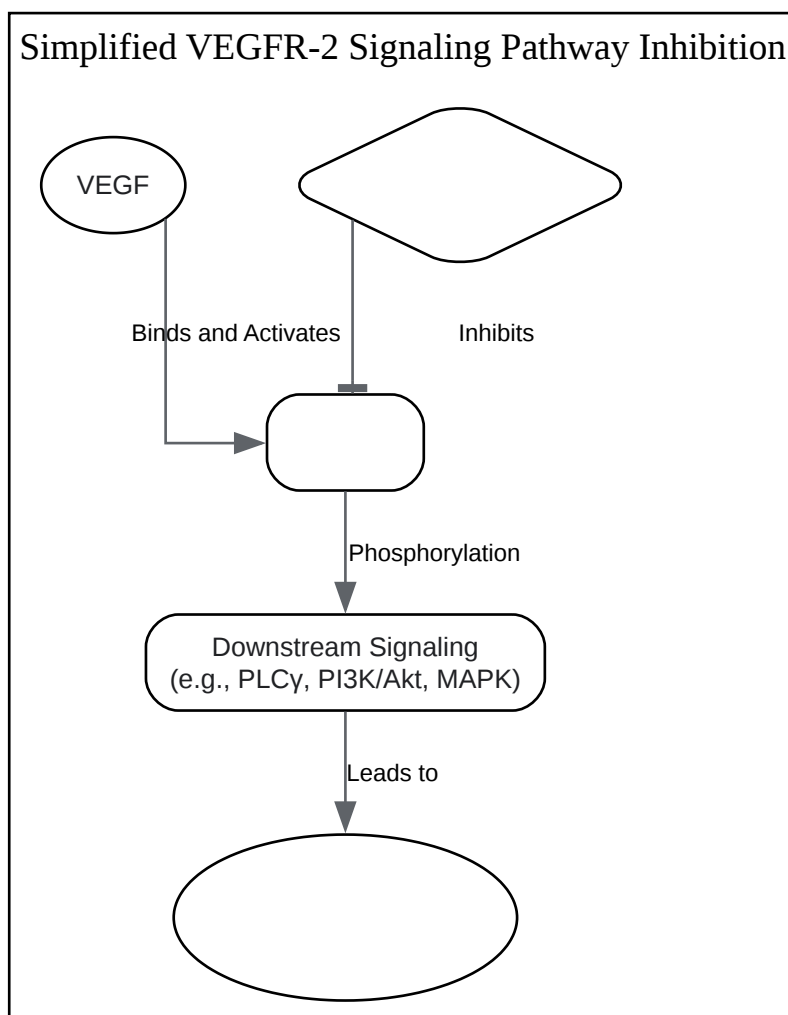 Simplified VEGFR-2 Signaling Pathway Inhibition
VEGF
Binds and Activates
Inhibits
Phosphorylation
Downstream Signaling
(e.g., PLCγ, PI3K/Akt, MAPK)
Leads to